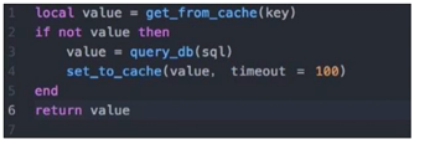 1 local value = get_from_cache(key)
2 if not value then
3 value = query_db(sql)
4 set_to_cache(value, timeout = 100)
5 end
6 return value
7